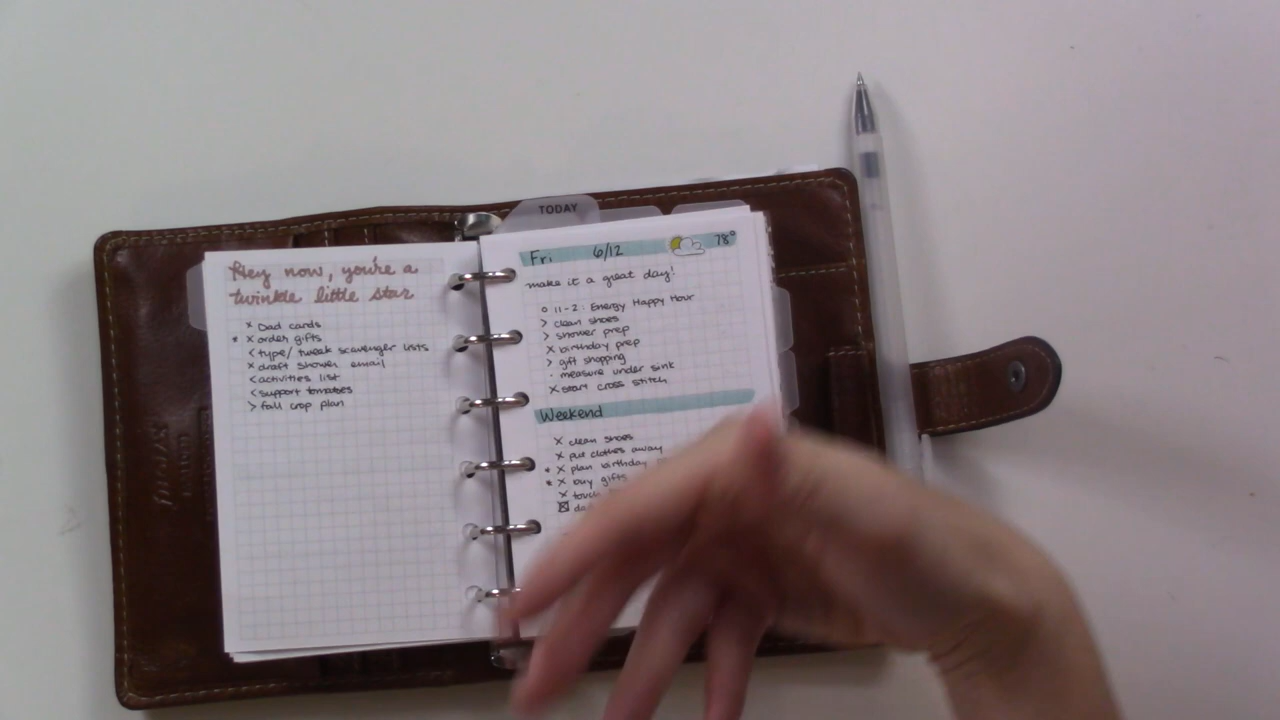 Hey now, you're a
twinkle little star
x Dad cards
* x order gifts
< type/ tweak scavenger lists
x draft shower email
< activities list
< support tomatoes
> fall crop plan
TODAY
Fri 6/12 78°
make it a great day!
o 11-2: Energy Happy Hour
> clean shoes
> shower prep
x birthday prep
> gift shopping
· measure under sink
x start cross stitch
Weekend
x clean shoes
x put clothes away
* x plan birthday
* x buy gifts
x